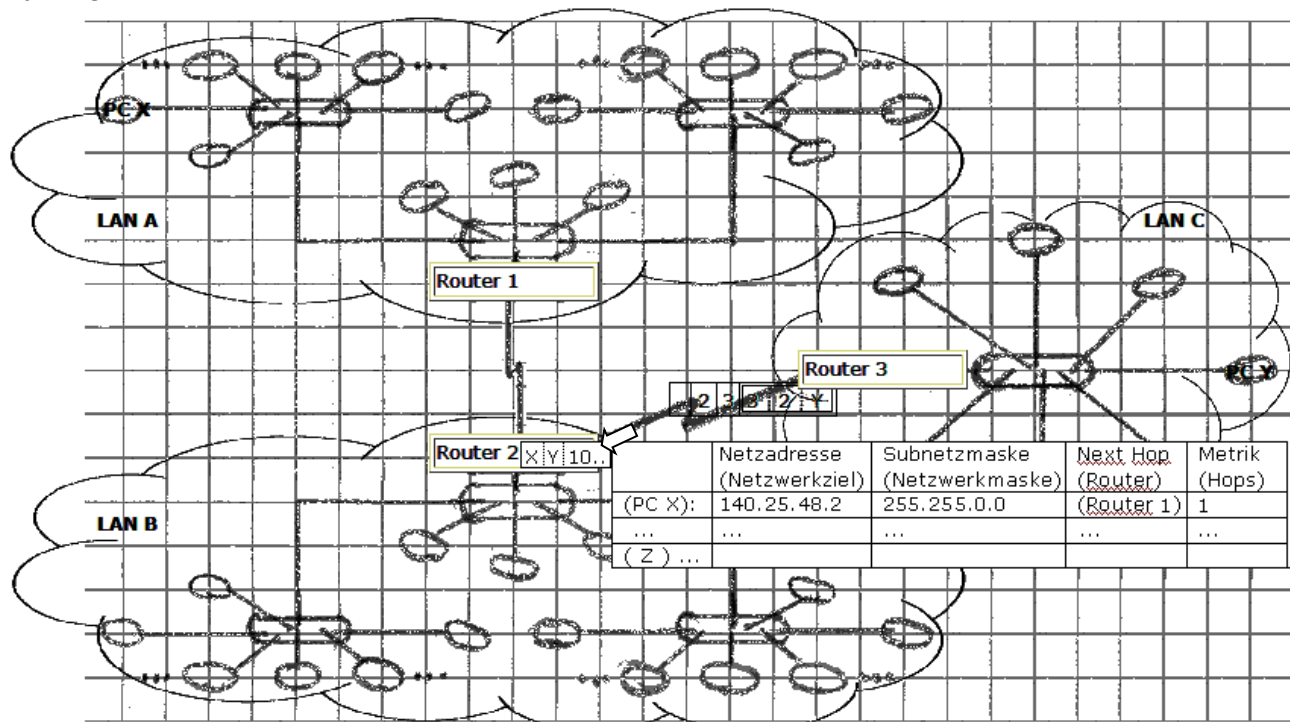 PC X
LAN A
LAN C
Router 1
Router 3
PC Y
2 3 3 2 Y
Router 2
X Y 10..
Netzadresse (Netzwerkziel) Subnetzmaske (Netzwerkmaske) Next Hop (Router) Metrik (Hops)
(PC X): 140.25.48.2 255.255.0.0 (Router 1) 1
... ... ... ... ...
( Z ) ...
LAN B